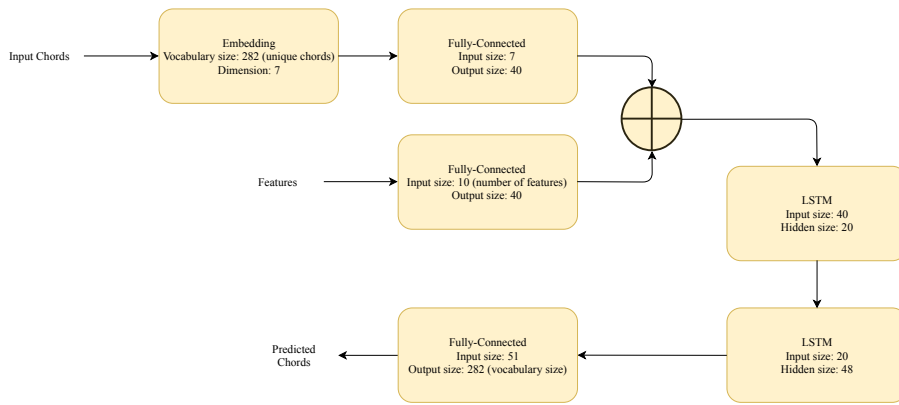 Input Chords
Embedding
Vocabulary size: 282 (unique chords)
Dimension: 7
Fully-Connected
Input size: 7
Output size: 40
Features
Fully-Connected
Input size: 10 (number of features)
Output size: 40
LSTM
Input size: 40
Hidden size: 20
LSTM
Input size: 20
Hidden size: 48
Fully-Connected
Input size: 51
Output size: 282 (vocabulary size)
Predicted
Chords